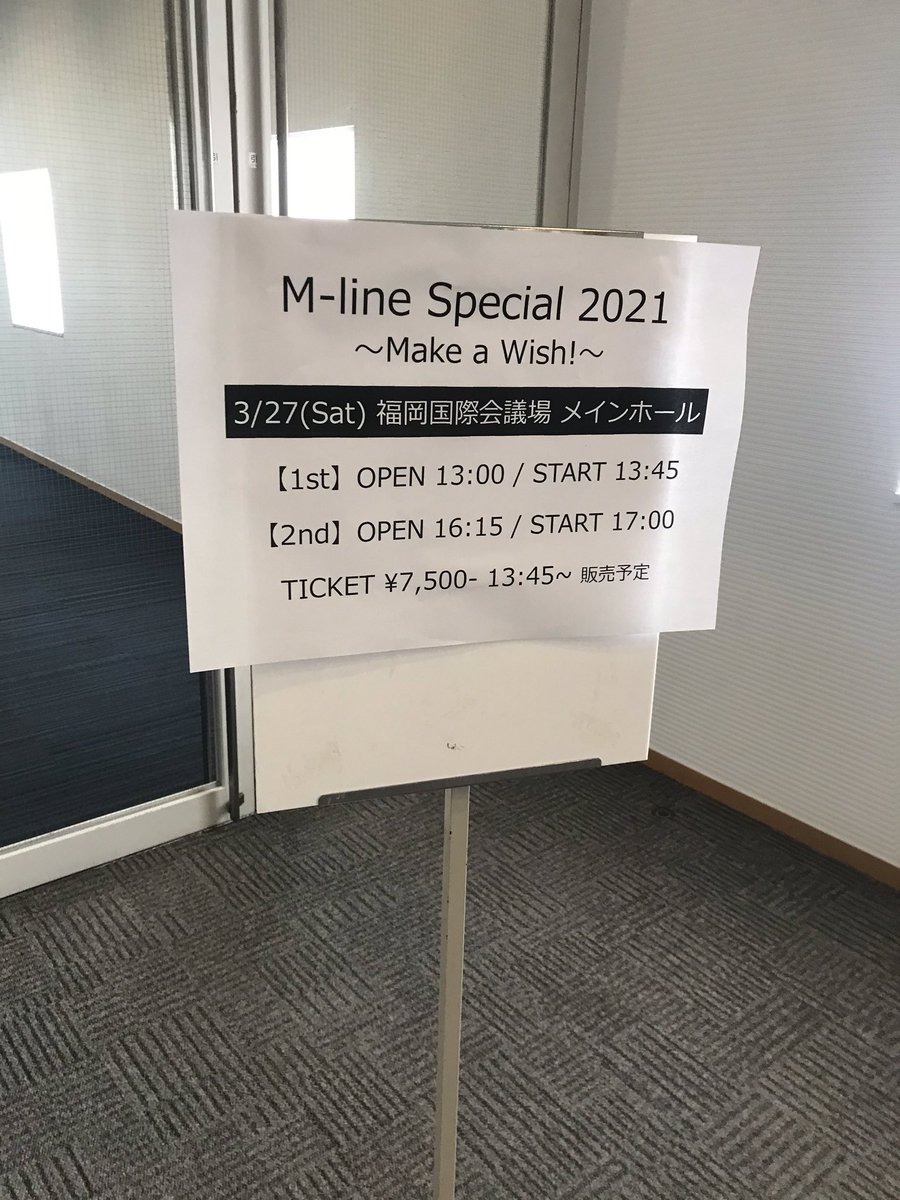 M-line Special 2021
～Make a Wish!～
3/27(Sat) 福岡国際会議場 メインホール
【1st】OPEN 13:00 / START 13:45
【2nd】OPEN 16:15 / START 17:00
TICKET ¥7,500- 13:45~ 販売予定